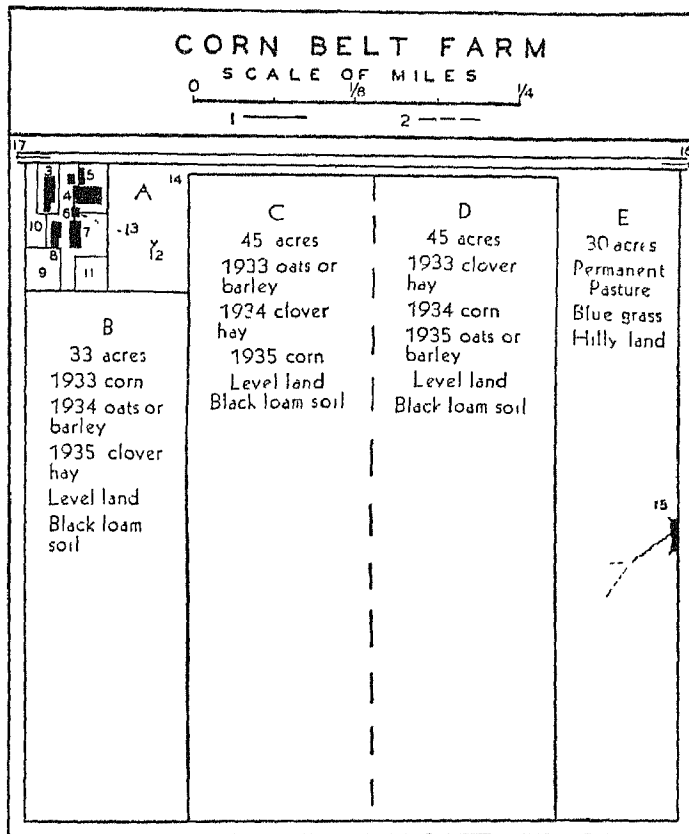 CORN BELT FARM
SCALE OF MILES
0 1/8 1/4
1 2
17 16
3 5 A 14
4
6
10 7 13
8 12
9 11
B
33 acres
1933 corn
1934 oats or
barley
1935 clover
hay
Level land
Black loam
soil
C
45 acres
1933 oats or
barley
1934 clover
hay
1935 corn
Level land
Black loam soil
D
45 acres
1933 clover
hay
1934 corn
1935 oats or
barley
Level land
Black loam soil
E
30 acres
Permanent
Pasture
Blue grass
Hilly land
15